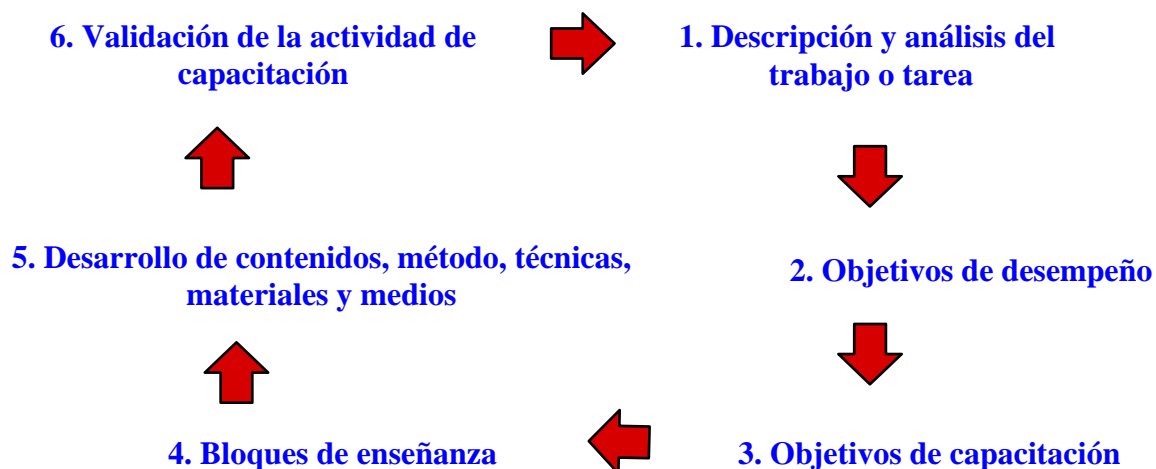 6. Validación de la actividad de
capacitación
1. Descripción y análisis del
trabajo o tarea
5. Desarrollo de contenidos, método, técnicas,
materiales y medios
2. Objetivos de desempeño
4. Bloques de enseñanza
3. Objetivos de capacitación